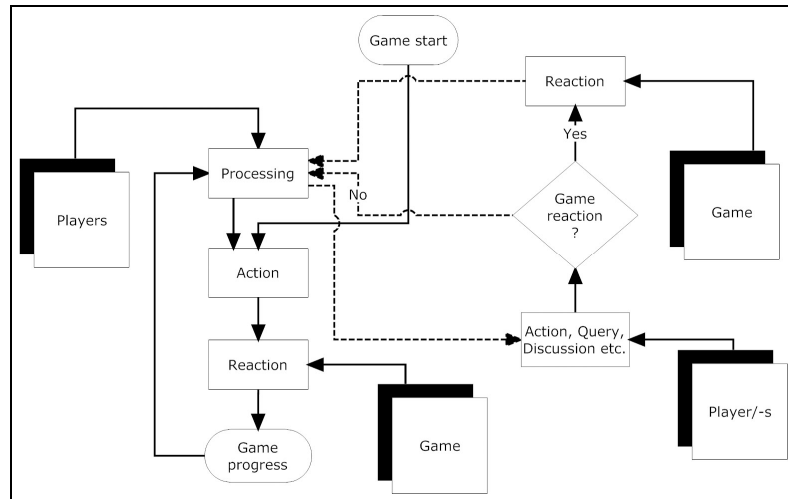 Game start
Reaction
Yes
Processing
No
Game
reaction
?
Players
Game
Action
Action, Query,
Discussion etc.
Reaction
Player/-s
Game
Game
progress